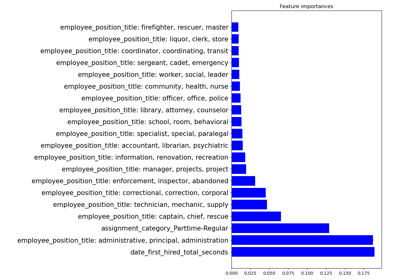 Feature importances
employee_position_title: firefighter, rescuer, master
employee_position_title: liquor, clerk, store
employee_position_title: coordinator, coordinating, transit
employee_position_title: sergeant, cadet, emergency
employee_position_title: worker, social, leader
employee_position_title: community, health, nurse
employee_position_title: officer, office, police
employee_position_title: library, attorney, counselor
employee_position_title: school, room, behavioral
employee_position_title: specialist, special, paralegal
employee_position_title: accountant, librarian, psychiatric
employee_position_title: information, renovation, recreation
employee_position_title: manager, projects, project
employee_position_title: enforcement, inspector, abandoned
employee_position_title: correctional, correction, corporal
employee_position_title: technician, mechanic, supply
employee_position_title: captain, chief, rescue
assignment_category_Parttime-Regular
employee_position_title: administrative, principal, administration
date_first_hired_total_seconds
0.000 0.025 0.050 0.075 0.100 0.125 0.150 0.175